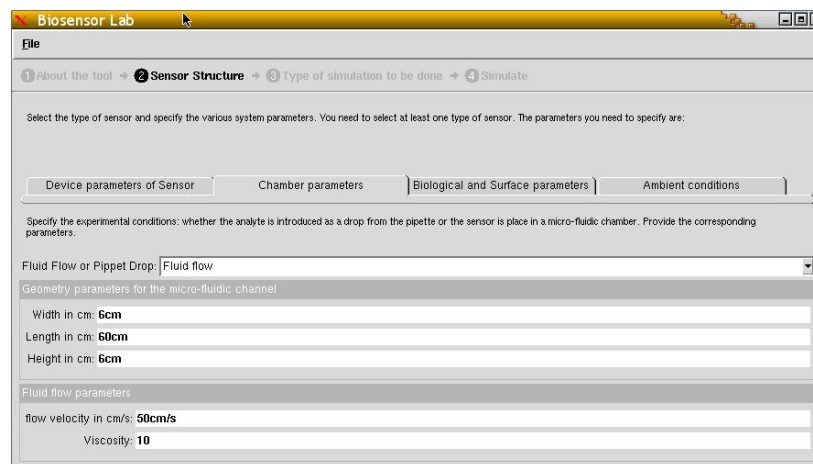 Biosensor Lab
File
1 About the tool → 2 Sensor Structure → 3 Type of simulation to be done → 4 Simulate
Select the type of sensor and specify the various system parameters. You need to select at least one type of sensor. The parameters you need to specify are:
Device parameters of Sensor Chamber parameters Biological and Surface parameters Ambient conditions
Specify the experimental conditions: whether the analyte is introduced as a drop from the pipette or the sensor is place in a micro-fluidic chamber. Provide the corresponding
parameters.
Fluid Flow or Pippet Drop: Fluid flow
Geometry parameters for the micro-fluidic channel
Width in cm: 6cm
Length in cm: 60cm
Height in cm: 6cm
Fluid flow parameters
flow velocity in cm/s: 50cm/s
Viscosity: 10